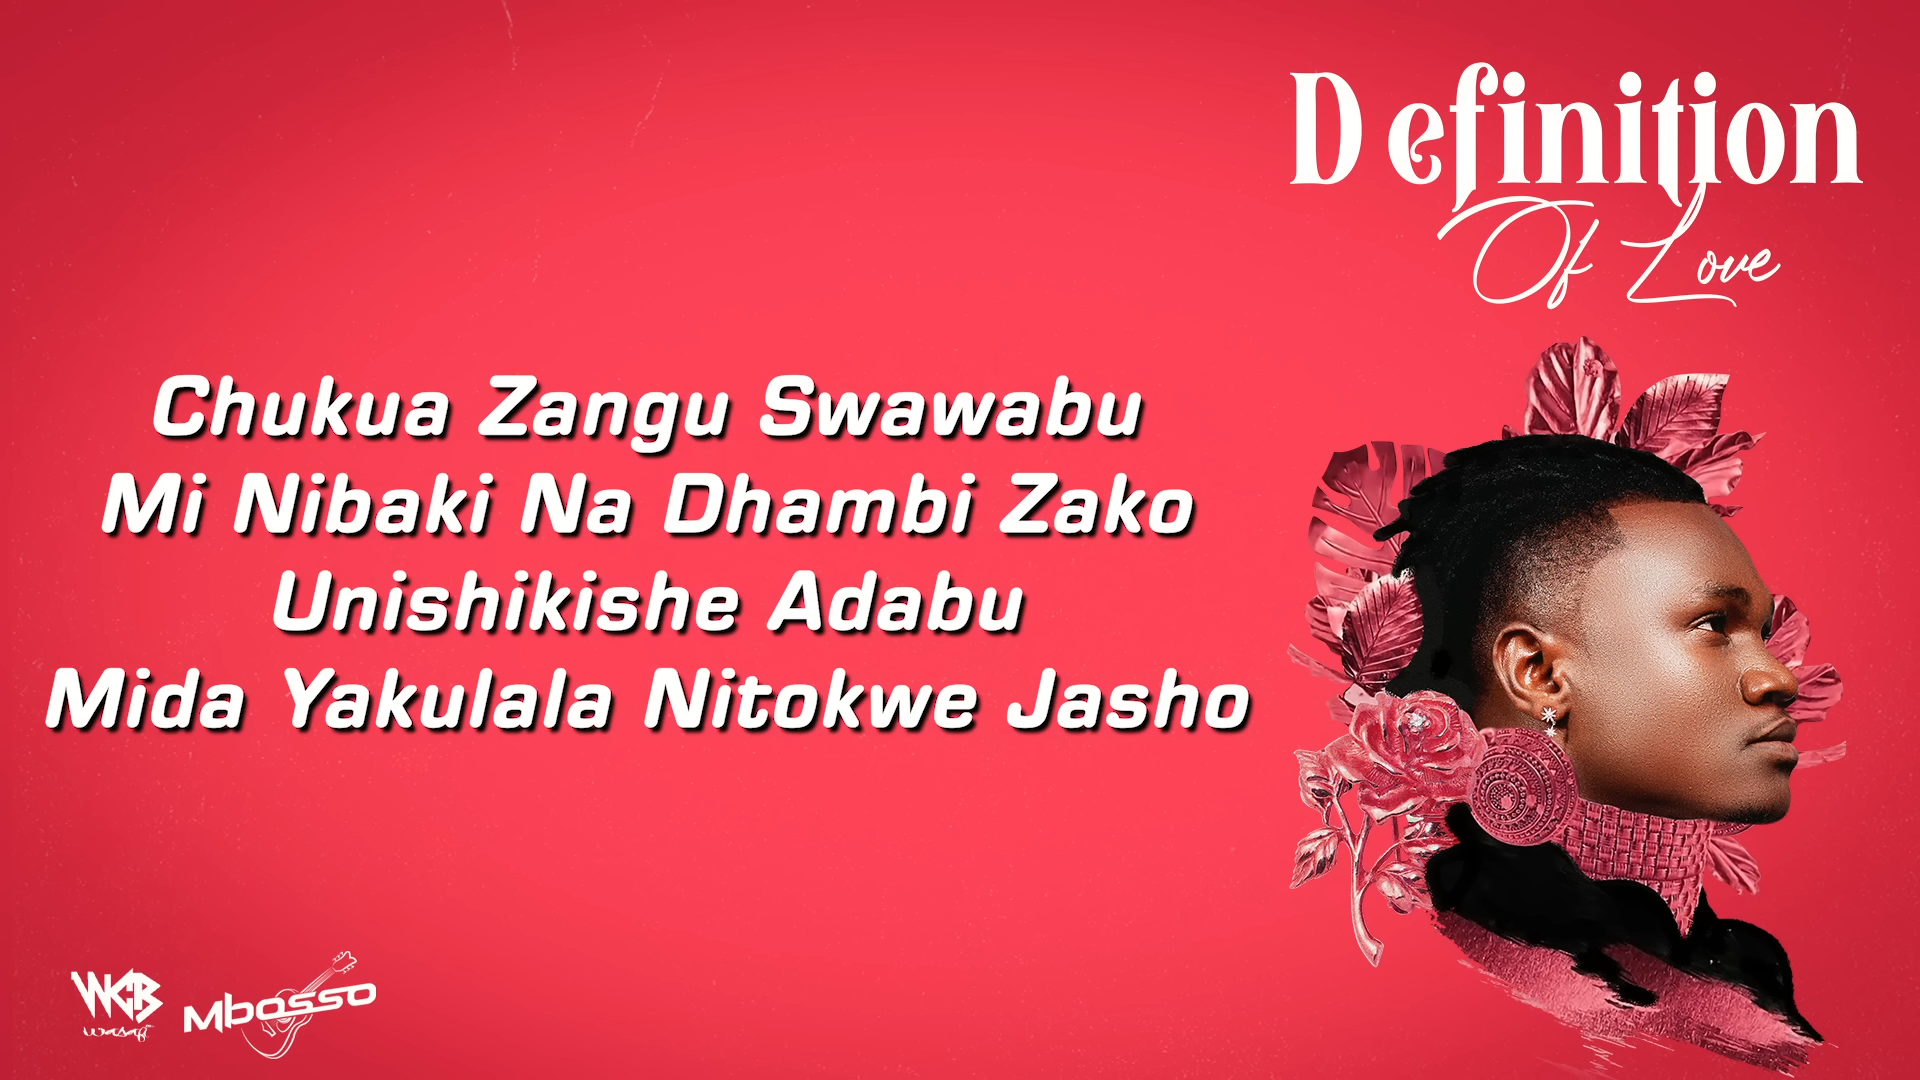 Definition
Of Love
Chukua Zangu Swawabu
Mi Nibaki Na Dhambi Zako
Unishikishe Adabu
Mida Yakulala Nitokwe Jasho
WCB
wasafi
Mbosso